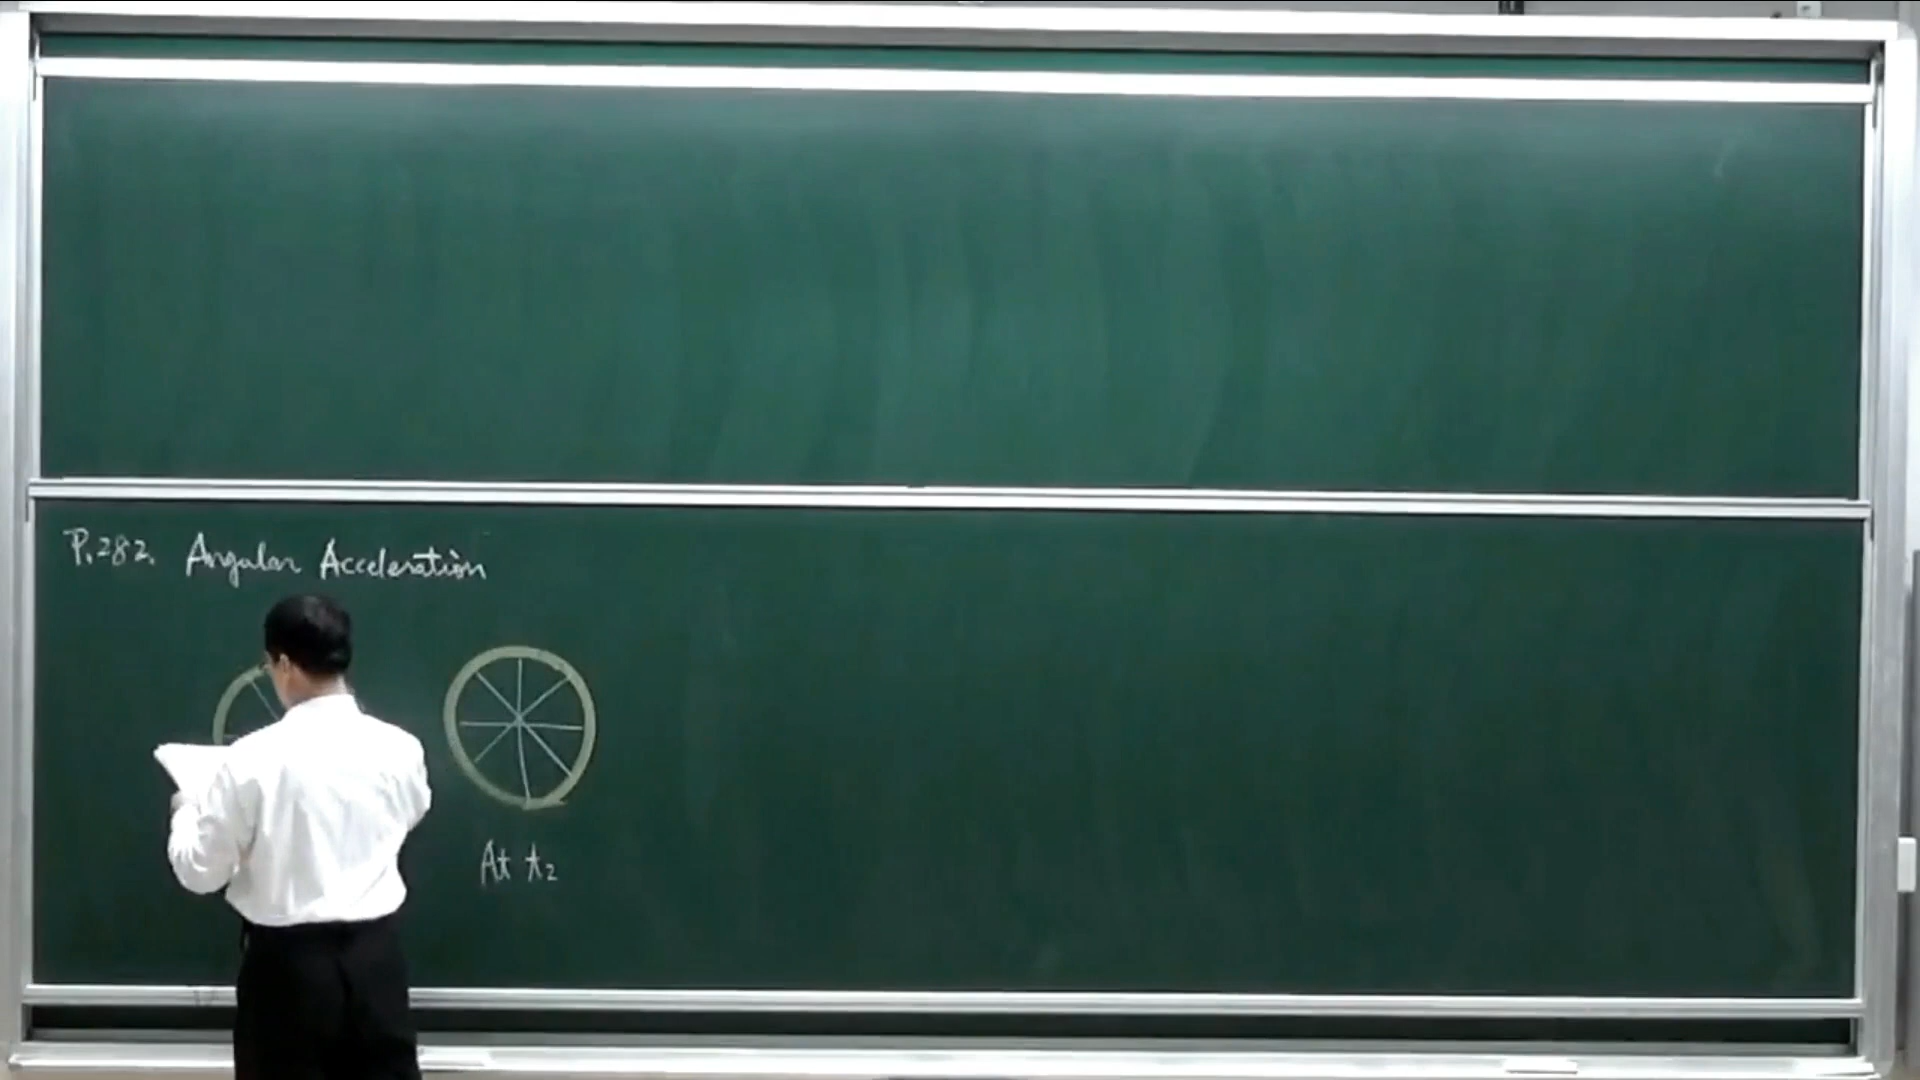 P.282. Angular Acceleration
At t₂